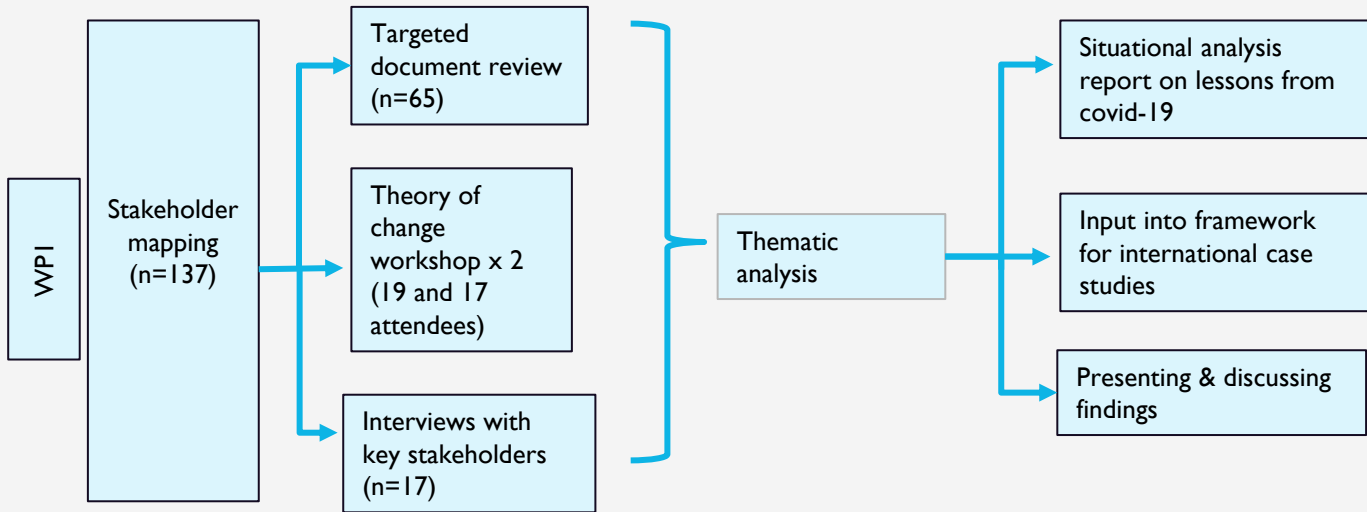 WP1
Stakeholder
mapping
(n=137)
Targeted
document review
(n=65)
Theory of
change
workshop x 2
(19 and 17
attendees)
Interviews with
key stakeholders
(n=17)
Thematic
analysis
Situational analysis
report on lessons from
covid-19
Input into framework
for international case
studies
Presenting & discussing
findings